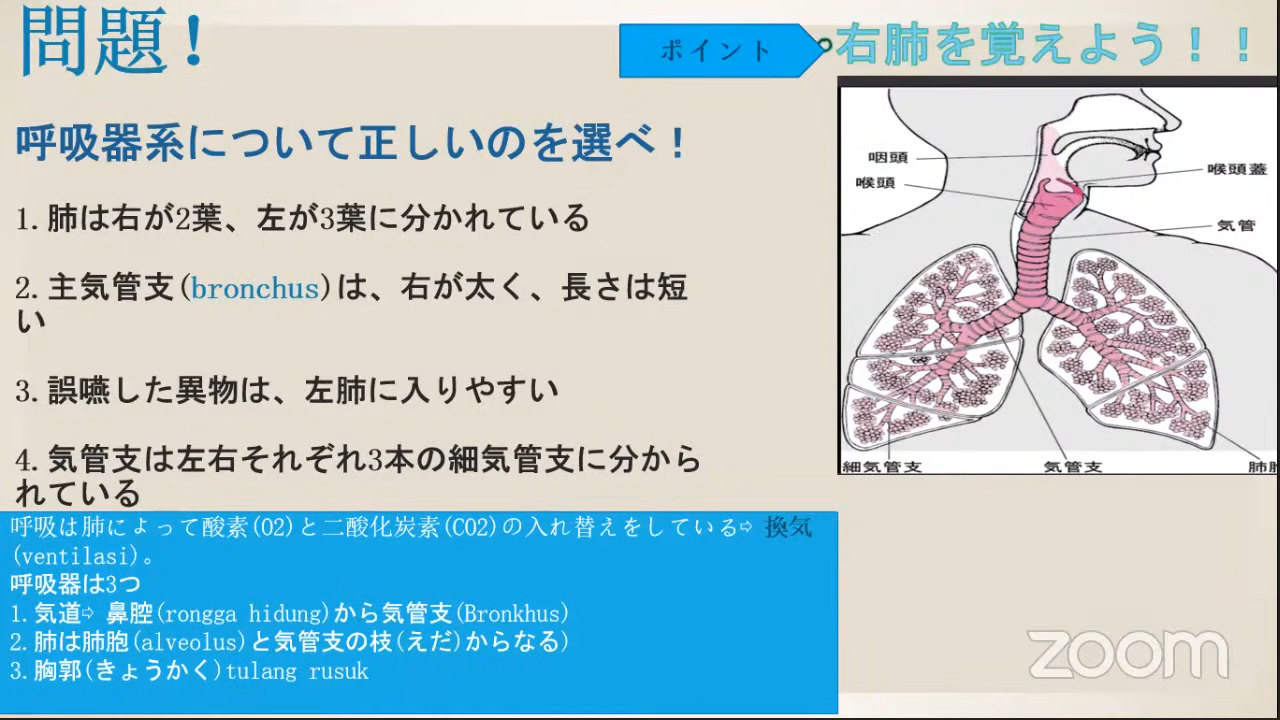 問題！
ポイント
右肺を覚えよう！！
呼吸器系について正しいのを選べ！
1. 肺は右が2葉、左が3葉に分かれている
2. 主気管支(bronchus)は、右が太く、長さは短
い
3. 誤嚥した異物は、左肺に入りやすい
4. 気管支は左右それぞれ3本の細気管支に分から
れている
呼吸は肺によって酸素(O2)と二酸化炭素(CO2)の入れ替えをしている⇨ 換気
(ventilasi)。
呼吸器は3つ
1. 気道⇨ 鼻腔(rongga hidung)から気管支(Bronkhus)
2. 肺は肺胞(alveolus)と気管支の枝(えだ)からなる)
3. 胸郭(きょうかく)tulang rusuk
咽頭
喉頭
喉頭蓋
気管
細気管支
気管支
肺胞
zoom